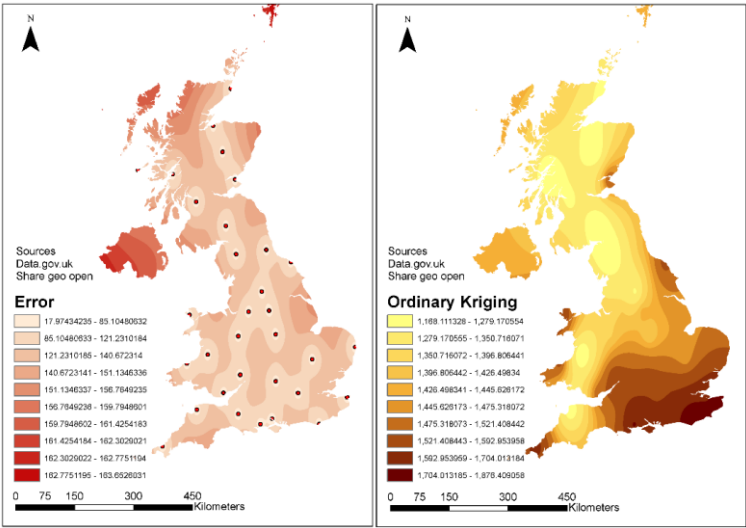 N
Sources
Data.gov.uk
Share geo open
Error
17.97434235 - 85.10480632
85.10480633 - 121.2310184
121.2310185 - 140.672314
140.6723141 - 151.1346336
151.1346337 - 156.7649235
156.7649236 - 159.7948601
159.7948602 - 161.4254183
161.4254184 - 162.3029021
162.3029022 - 162.7751194
162.7751195 - 163.6526031
0 75 150 300 450
Kilometers
N
Sources
Data.gov.uk
Share geo open
Ordinary Kriging
1,168.111328 - 1,279.170554
1,279.170555 - 1,350.716071
1,350.716072 - 1,396.806441
1,396.806442 - 1,426.49834
1,426.498341 - 1,445.626172
1,445.626173 - 1,475.318072
1,475.318073 - 1,521.408442
1,521.408443 - 1,592.953958
1,592.953959 - 1,704.013184
1,704.013185 - 1,876.409058
0 75 150 300 450
Kilometers